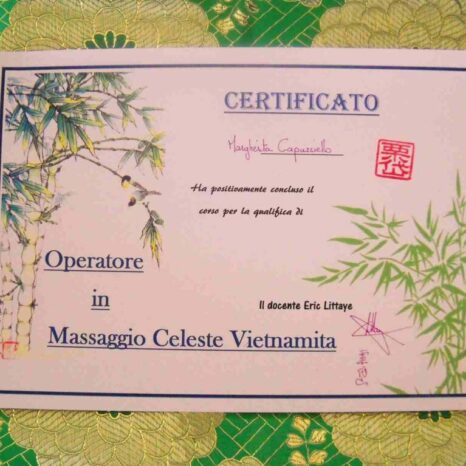 CERTIFICATO
Margherita Capuzziello
Ha positivamente concluso il
corso per la qualifica di
Operatore
in
Massaggio Celeste Vietnamita
Il docente Eric Littaye